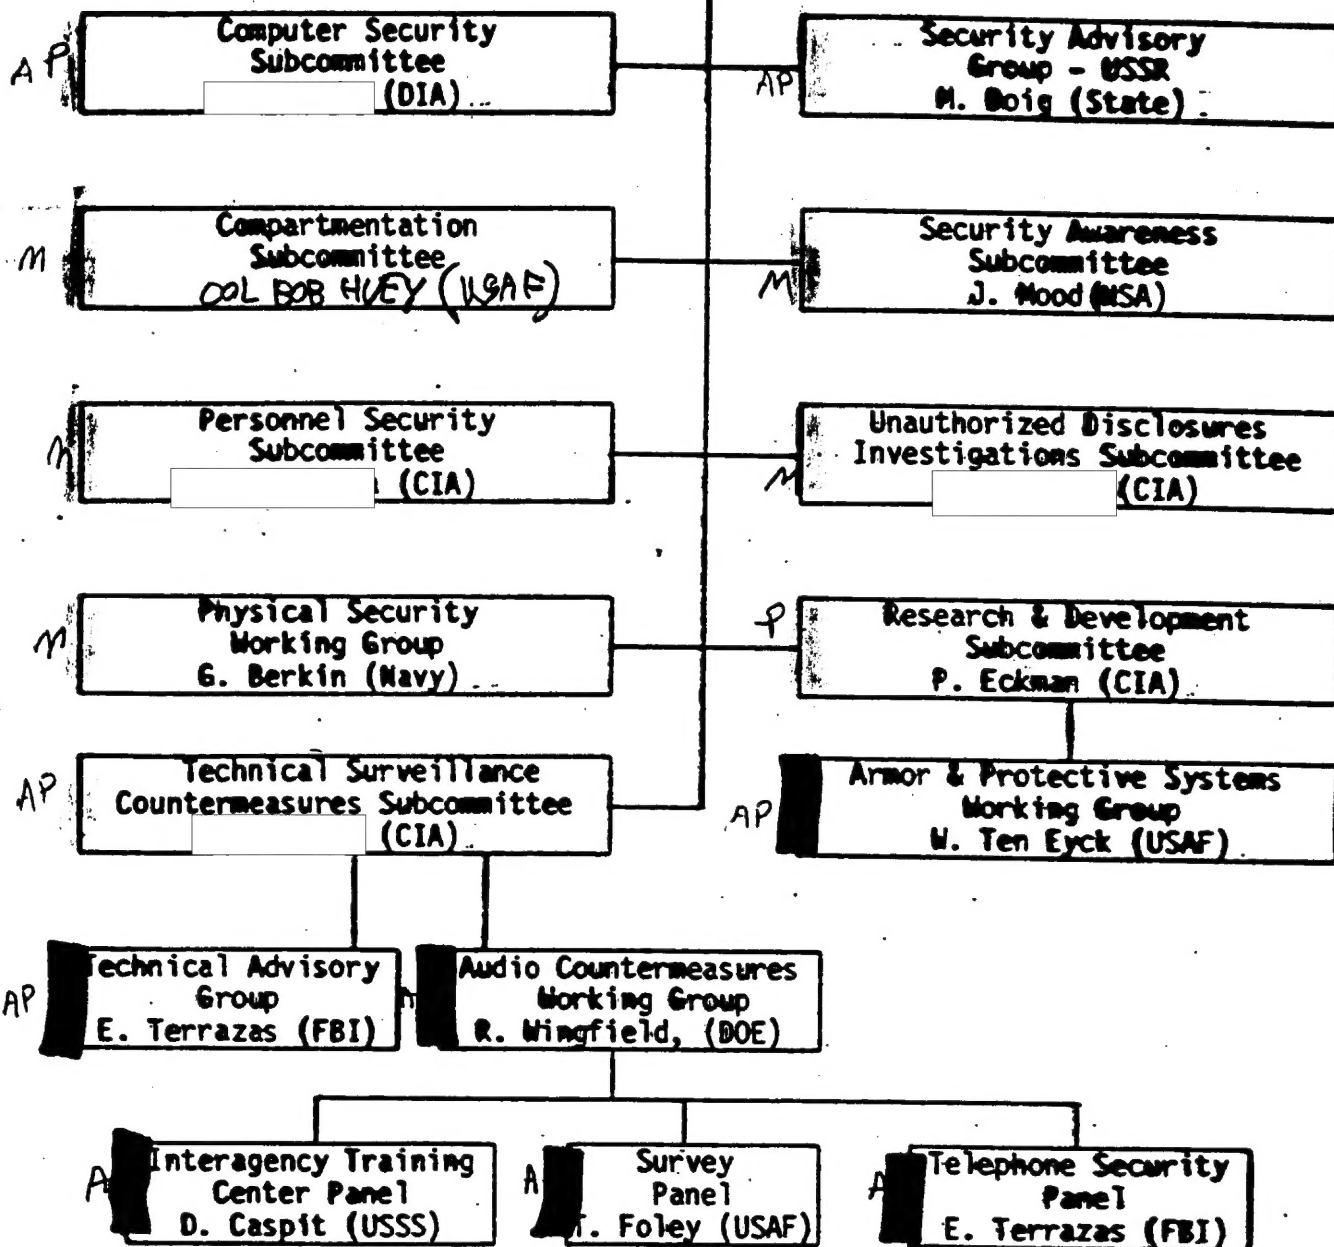 AP
Computer Security
Subcommittee
(DIA)
AP
Security Advisory
Group - USSR
M. Boig (State)
M
Compartmentation
Subcommittee
COL BOB HUEY (USAF)
M
Security Awareness
Subcommittee
J. Mood (NSA)
M
Personnel Security
Subcommittee
(CIA)
M
Unauthorized Disclosures
Investigations Subcommittee
(CIA)
M
Physical Security
Working Group
G. Berkin (Navy)
P
Research & Development
Subcommittee
P. Eckman (CIA)
AP
Technical Surveillance
Countermeasures Subcommittee
(CIA)
AP
Armor & Protective Systems
Working Group
W. Ten Eyck (USAF)
AP
Technical Advisory
Group
E. Terrazas (FBI)
Audio Countermeasures
Working Group
R. Wingfield, (DOE)
A
Interagency Training
Center Panel
D. Caspit (USSS)
A
Survey
Panel
T. Foley (USAF)
A
Telephone Security
Panel
E. Terrazas (FBI)